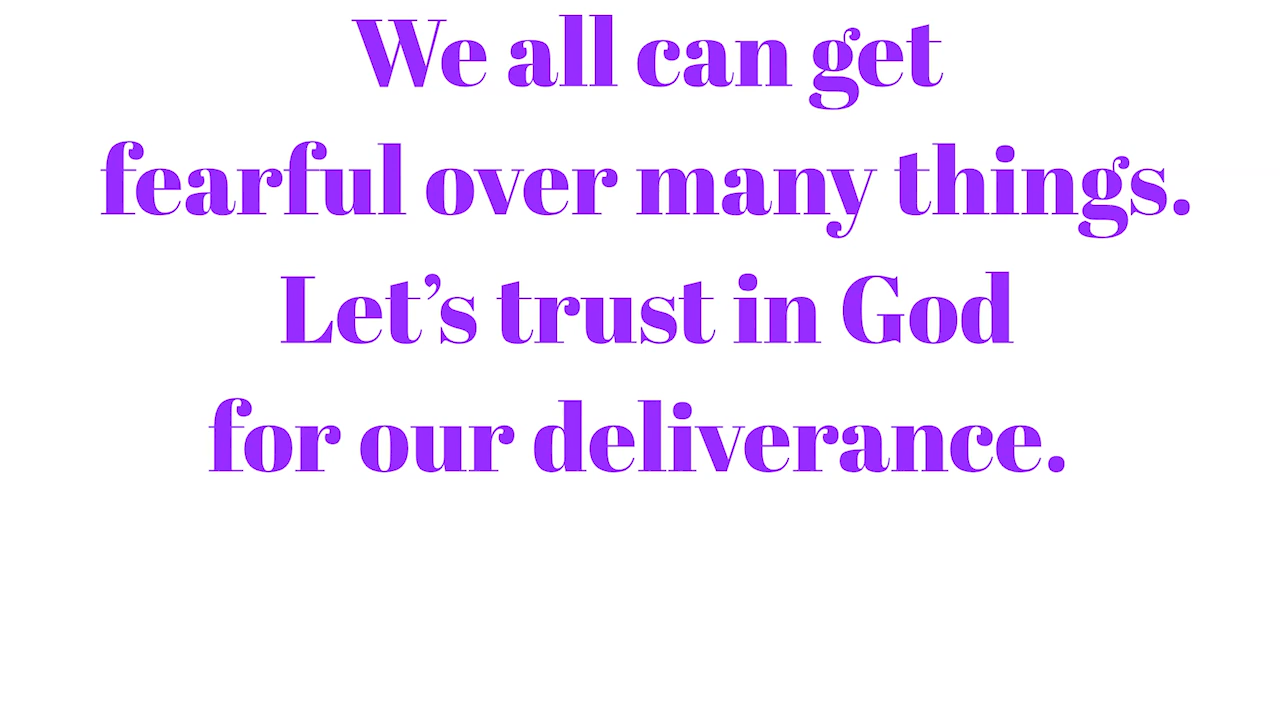 We all can get
fearful over many things.
Let’s trust in God
for our deliverance.